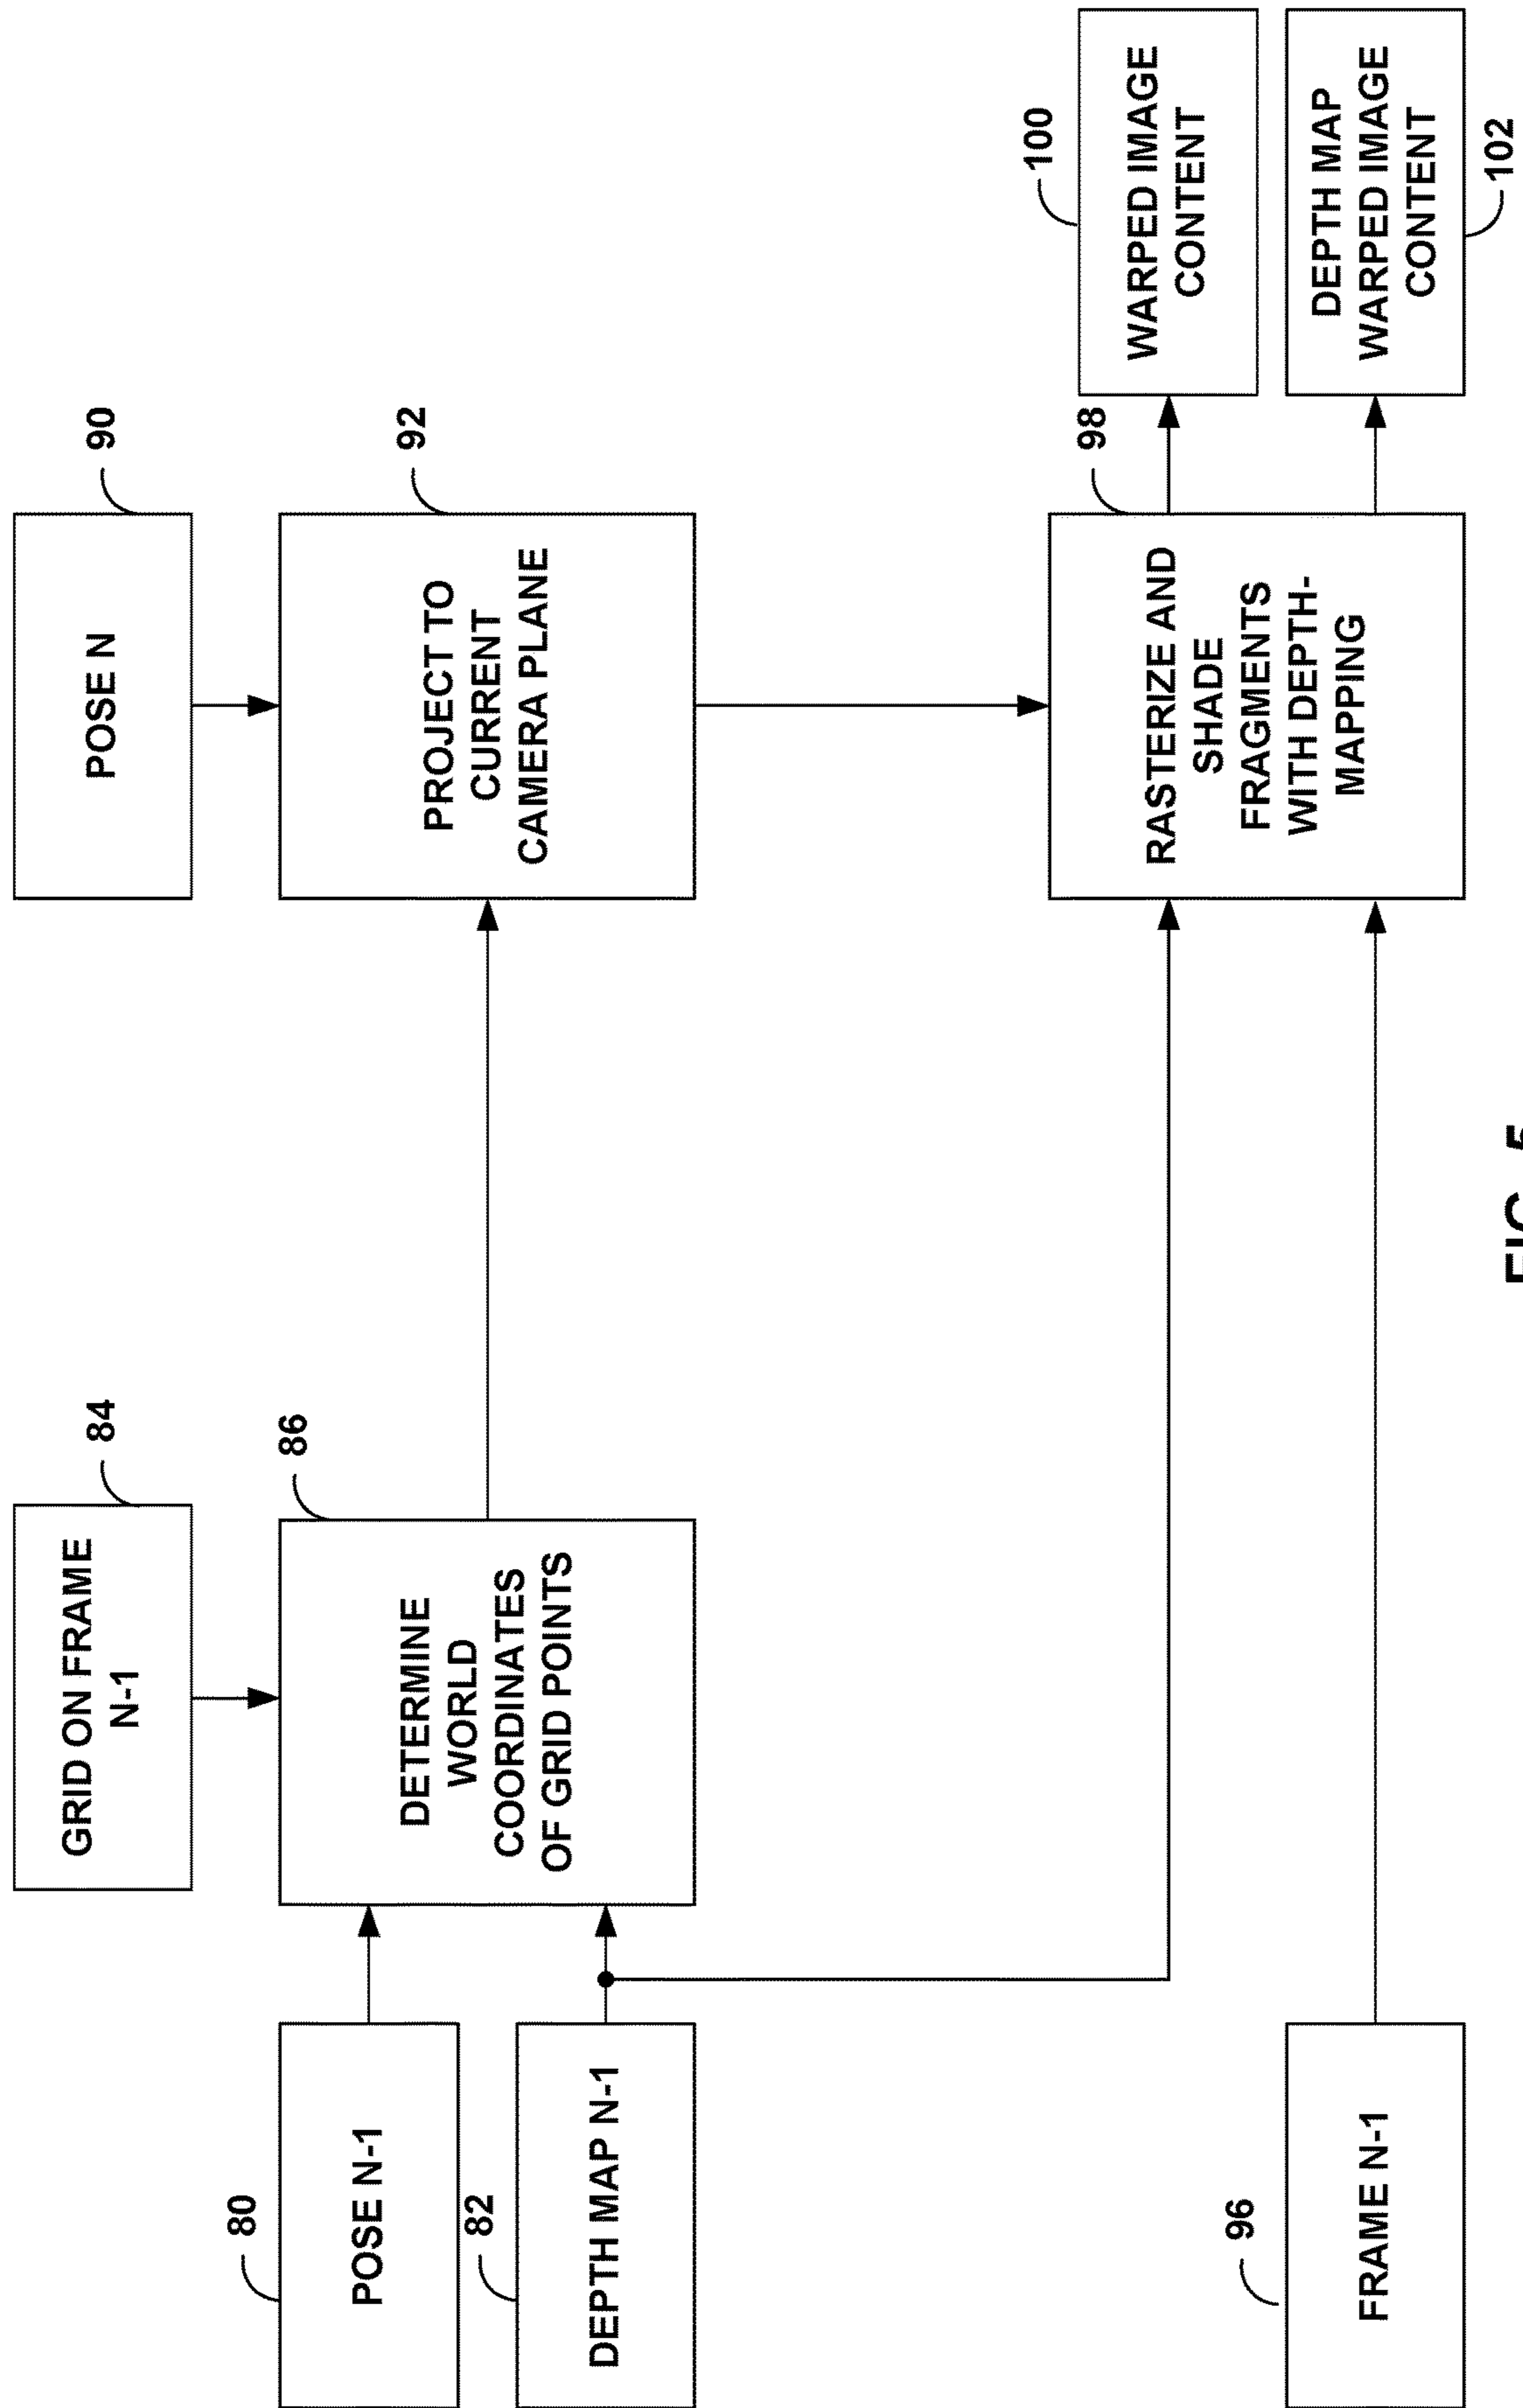 80
POSE N-1
82
DEPTH MAP N-1
96
FRAME N-1
84
GRID ON FRAME
N-1
86
DETERMINE
WORLD
COORDINATES
OF GRID POINTS
90
POSE N
92
PROJECT TO
CURRENT
CAMERA PLANE
98
RASTERIZE AND
SHADE
FRAGMENTS
WITH DEPTH-
MAPPING
100
WARPED IMAGE
CONTENT
DEPTH MAP
WARPED IMAGE
CONTENT
102
FIG. 5